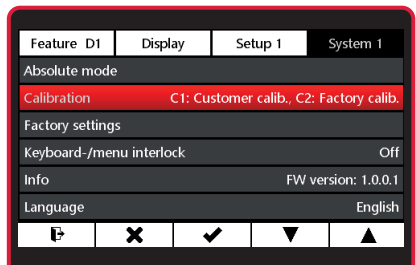 Feature D1 Display Setup 1 System 1
Absolute mode
Calibration C1: Customer calib., C2: Factory calib.
Factory settings
Keyboard-/menu interlock Off
Info FW version: 1.0.0.1
Language English